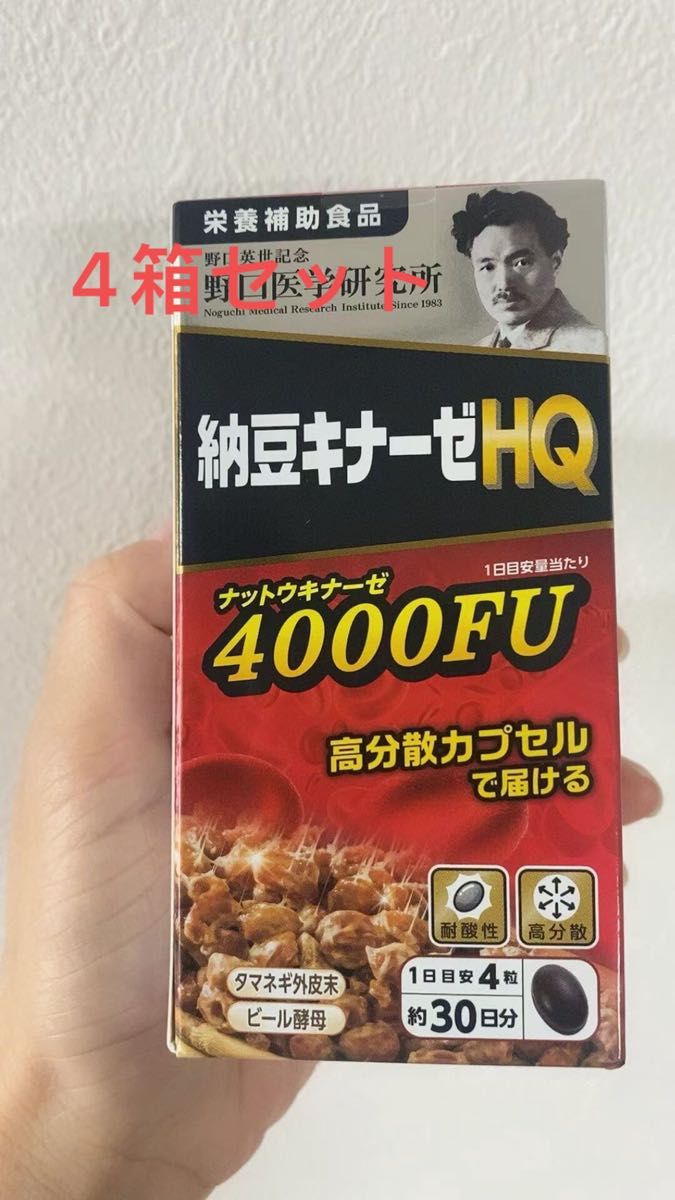 栄養補助食品
野口英世記念
野口医学研究所
Noguchi Medical Research Institute Since 1983
4箱セット
納豆キナーゼHQ
1日目安量当たり
ナットウキナーゼ
4000FU
高分散カプセル
で届ける
耐酸性
高分散
タマネギ外皮末
ビール酵母
1日目安4粒
約30日分